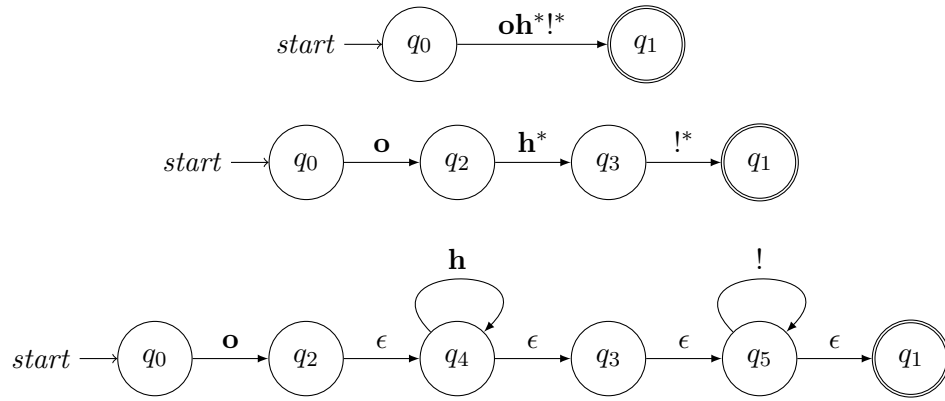 oh*!*
start q0 q1
o h* !*
start q0 q2 q3 q1
h !
o ϵ ϵ ϵ ϵ
start q0 q2 q4 q3 q5 q1